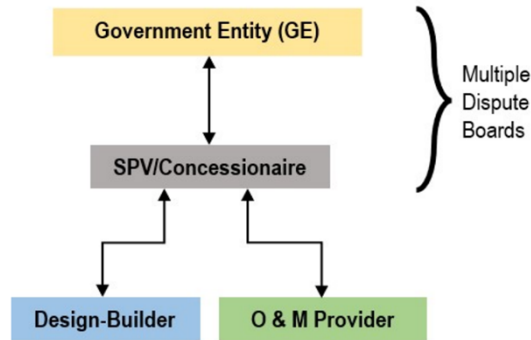 Government Entity (GE)
Multiple
Dispute
Boards
SPV/Concessionaire
Design-Builder
O & M Provider